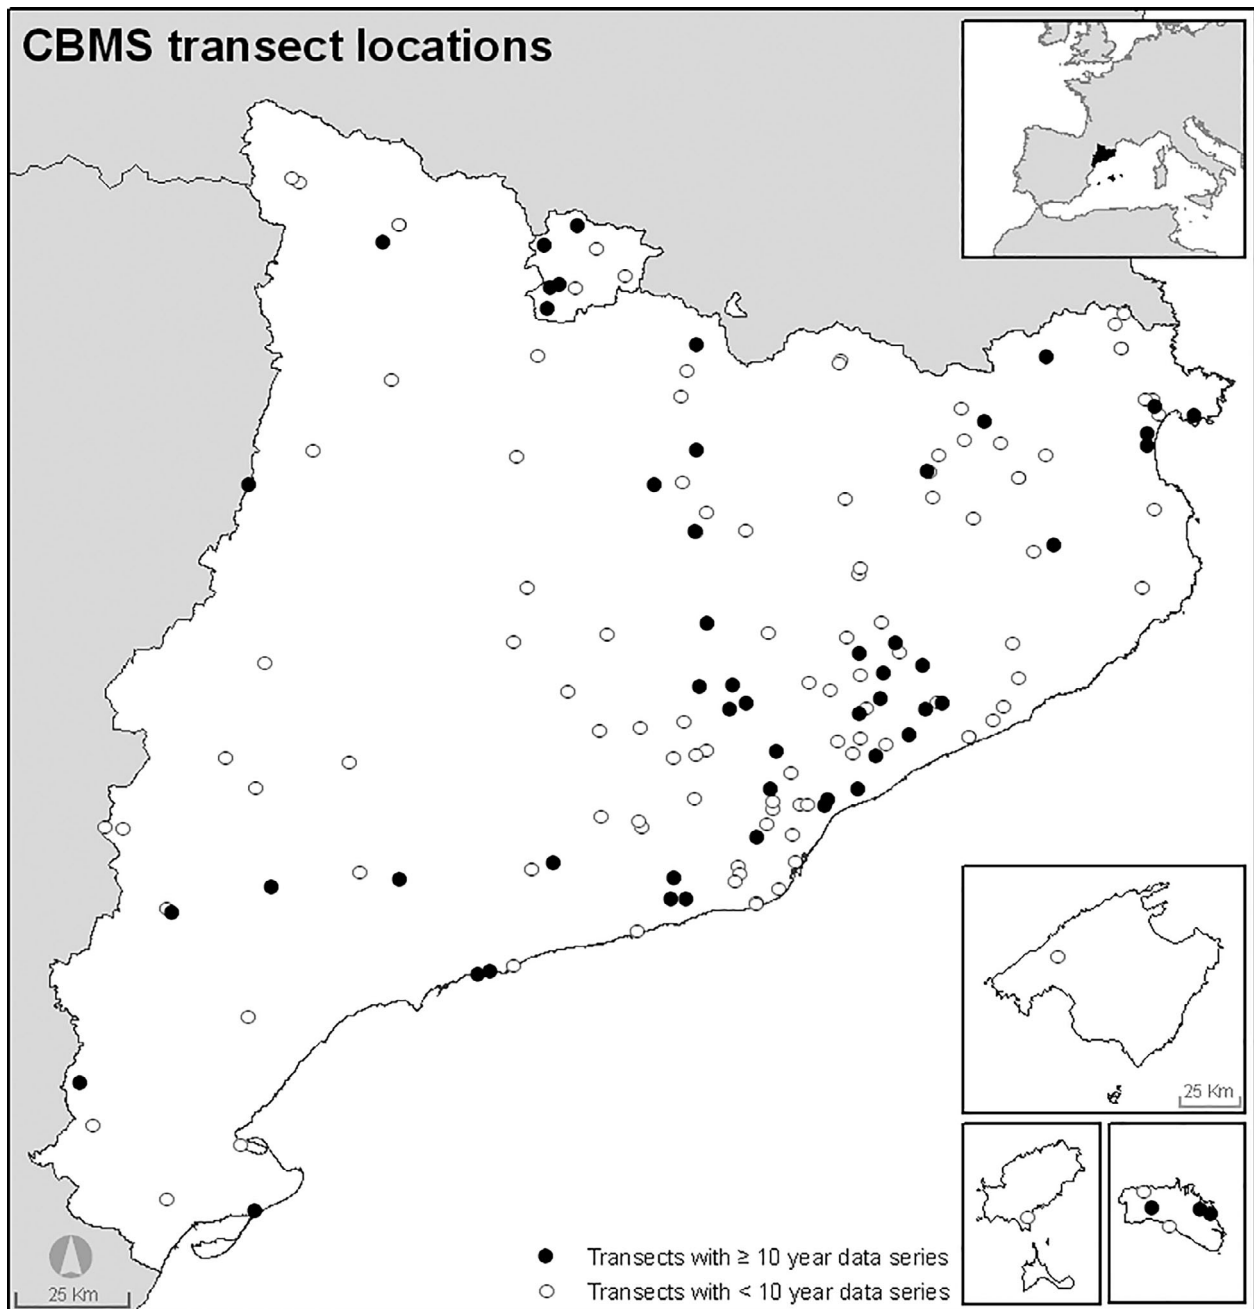 CBMS transect locations
25 Km
Transects with ≥ 10 year data series
Transects with < 10 year data series
25 Km